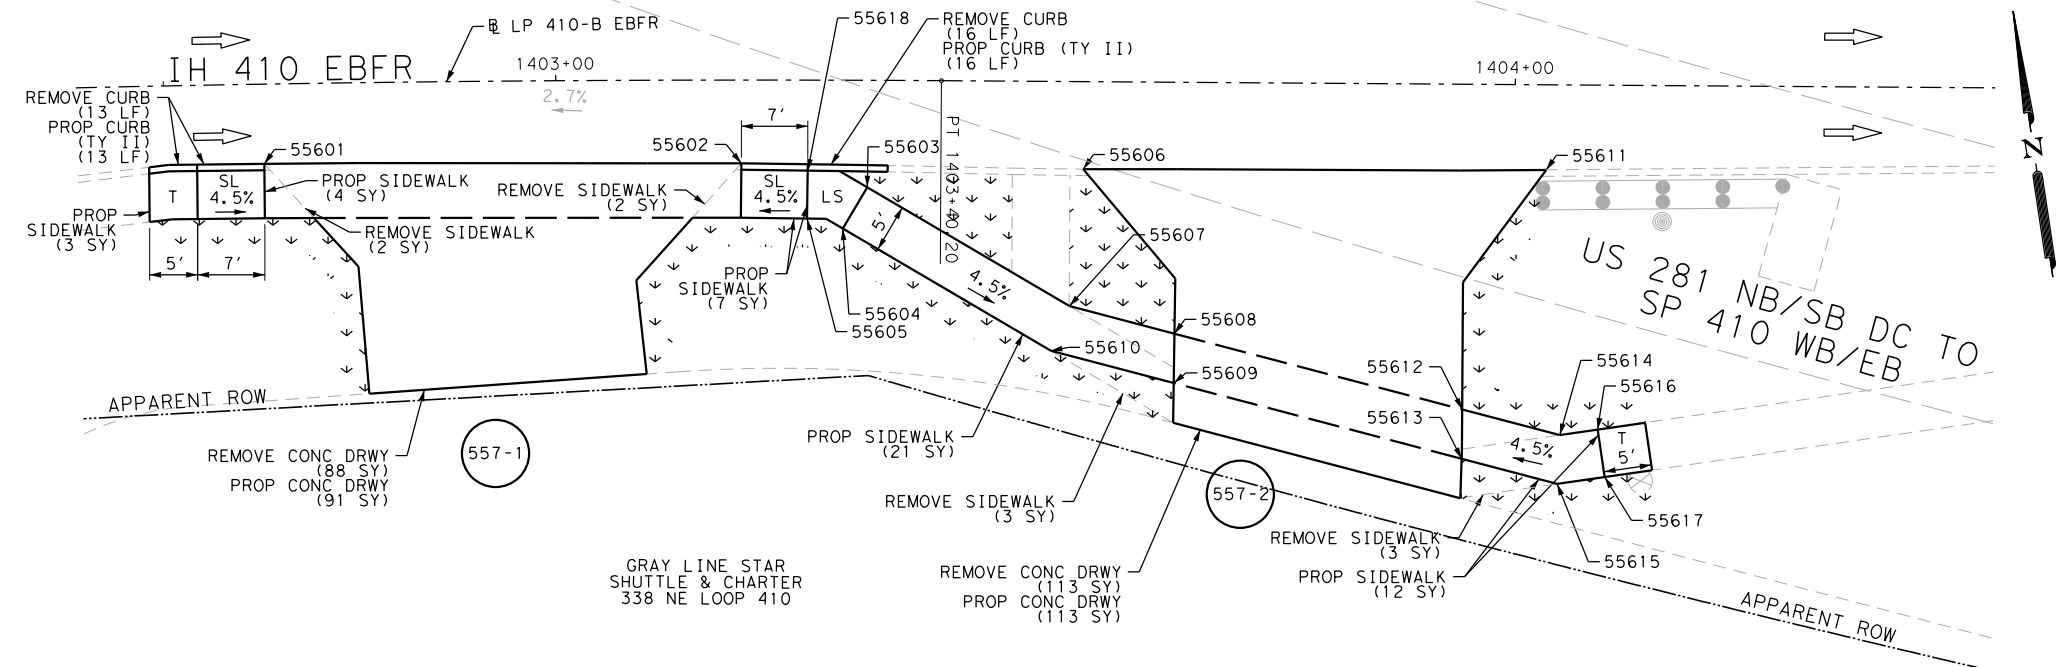 ℄ LP 410-B EBFR
55618
REMOVE CURB
(16 LF)
PROP CURB (TY II)
(16 LF)
IH 410 EBFR
1403+00
1404+00
2.7%
REMOVE CURB
(13 LF)
PROP CURB
(TY II)
(13 LF)
7'
PT 1403+40.20
N
55601
55602
55603
55606
55611
T
SL
4.5%
PROP SIDEWALK
(4 SY)
REMOVE SIDEWALK
(2 SY)
SL
4.5%
LS
5'
PROP
SIDEWALK
(3 SY)
REMOVE SIDEWALK
(2 SY)
5'
7'
PROP
SIDEWALK
(7 SY)
4.5%
55604
55605
55607
55608
55610
55609
55612
55613
55614
55616
US 281 NB/SB DC TO
SP 410 WB/EB
APPARENT ROW
REMOVE CONC DRWY
(88 SY)
PROP CONC DRWY
(91 SY)
557-1
PROP SIDEWALK
(21 SY)
REMOVE SIDEWALK
(3 SY)
557-2
4.5%
T
5'
55617
55615
REMOVE SIDEWALK
(3 SY)
PROP SIDEWALK
(12 SY)
GRAY LINE STAR
SHUTTLE & CHARTER
338 NE LOOP 410
REMOVE CONC DRWY
(113 SY)
PROP CONC DRWY
(113 SY)
APPARENT ROW